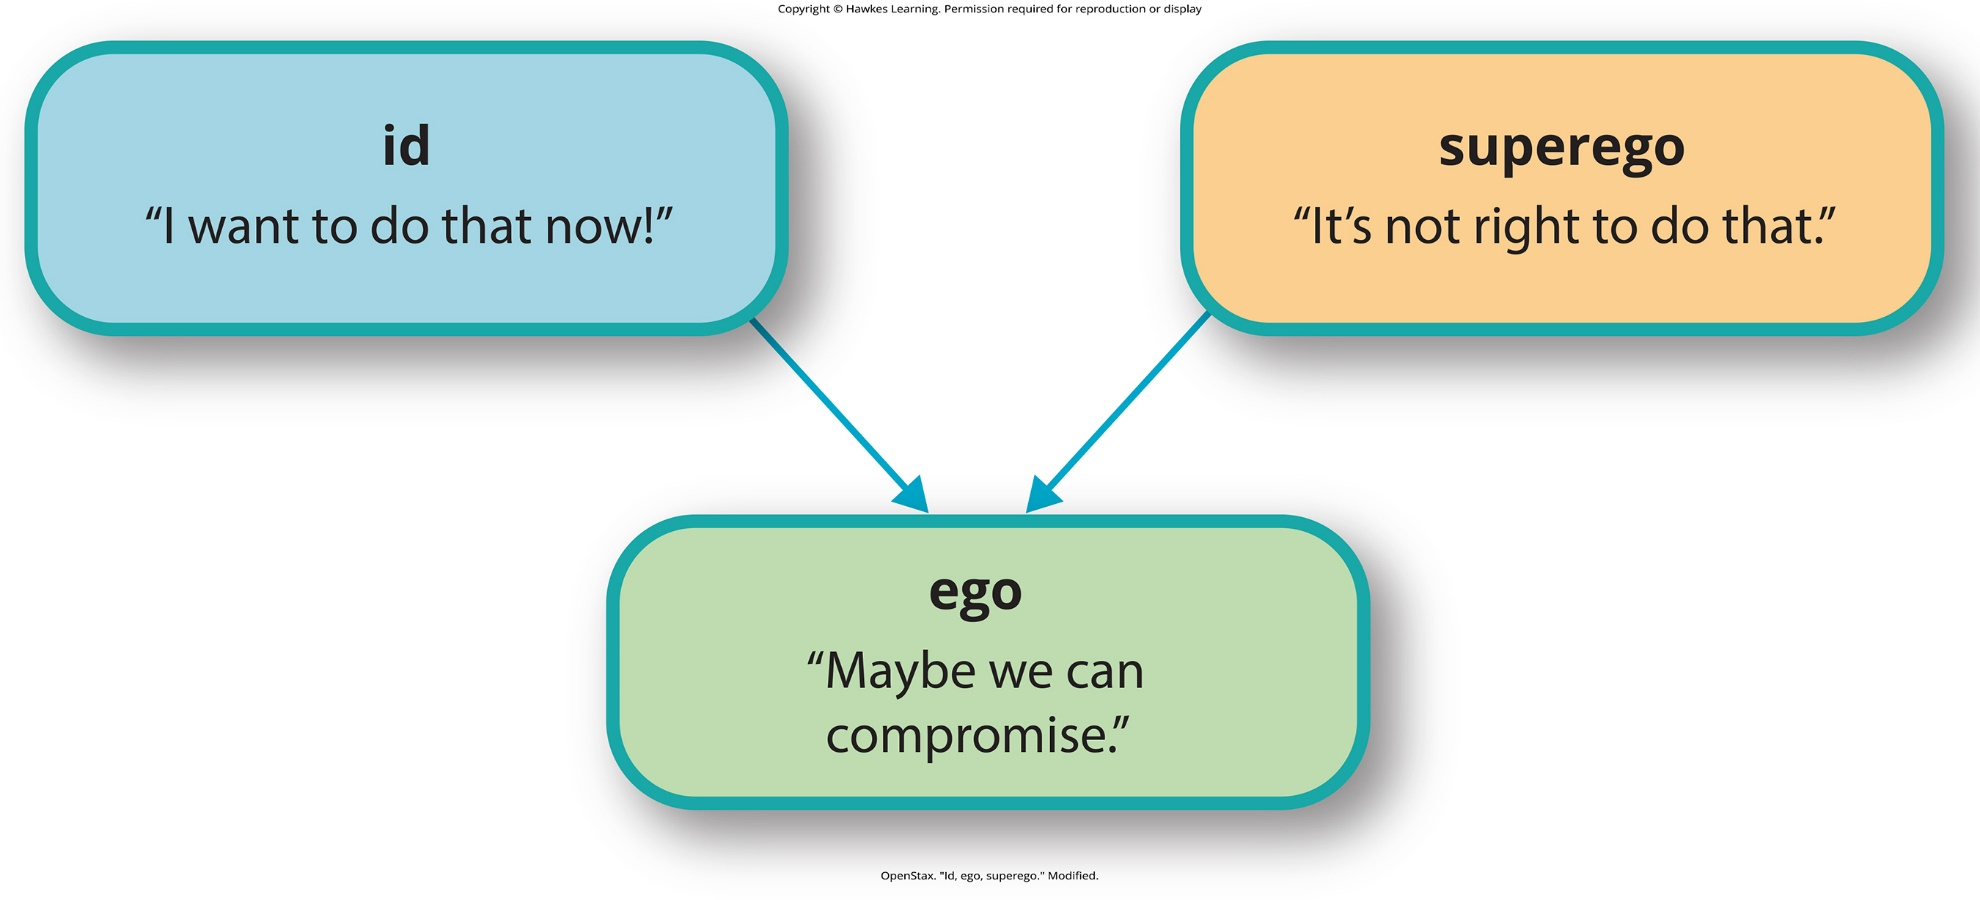 Copyright © Hawkes Learning. Permission required for reproduction or display
id
“I want to do that now!”
superego
“It’s not right to do that.”
ego
“Maybe we can
compromise.”
OpenStax. "Id, ego, superego." Modified.